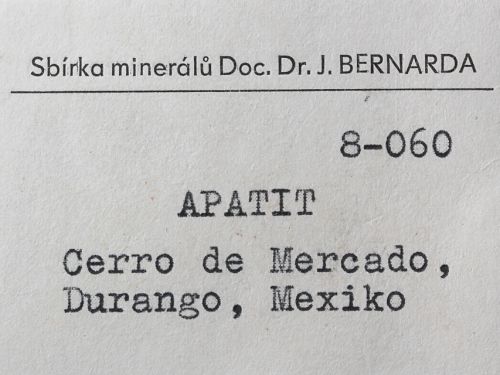 Sbírka minerálů Doc. Dr. J. BERNARDA
8-060
APATIT
Cerro de Mercado,
Durango, Mexiko